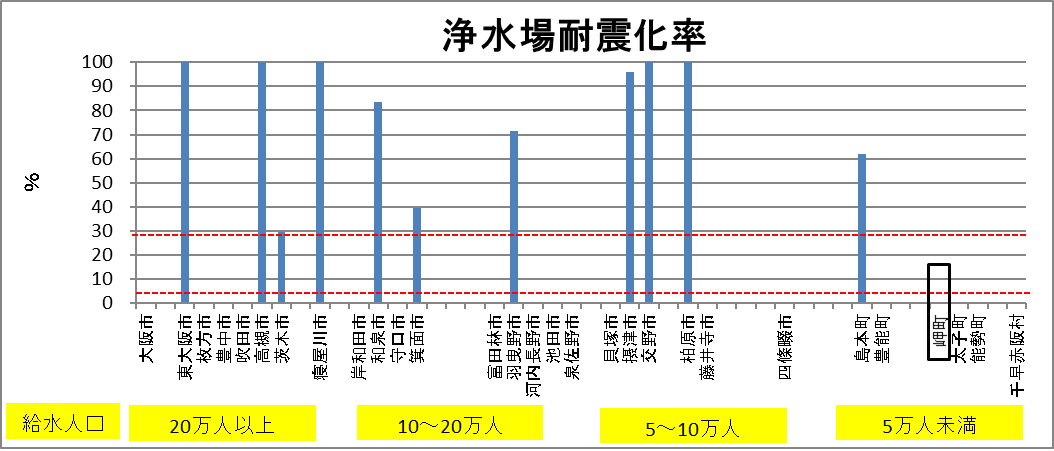 浄水場耐震化率
100
90
80
70
60
50
40
30
20
10
0
%
大阪市
東大阪市
枚方市
豊中市
吹田市
高槻市
茨木市
寝屋川市
岸和田市
和泉市
守口市
箕面市
富田林市
羽曳野市
河内長野市
池田市
泉佐野市
貝塚市
摂津市
交野市
柏原市
藤井寺市
四條畷市
島本町
豊能町
岬町
太子町
能勢町
千早赤阪村
給水人口
20万人以上
10～20万人
5～10万人
5万人未満